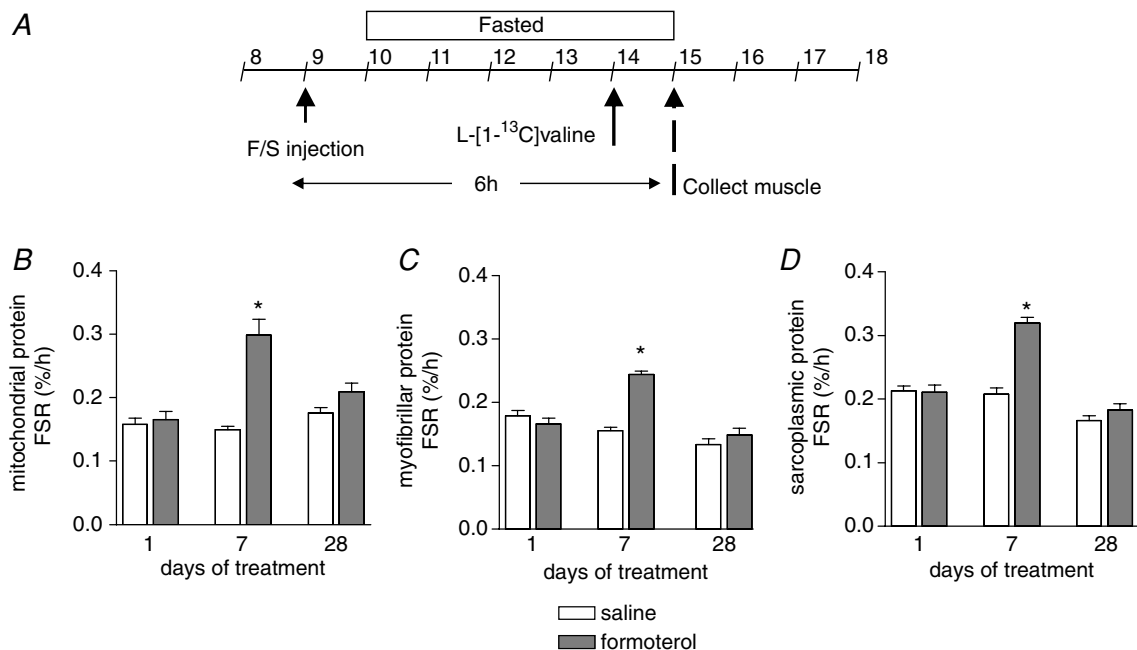 A
Fasted
8 9 10 11 12 13 14 15 16 17 18
F/S injection
L-[1-¹³C]valine
6h
Collect muscle
B
mitochondrial protein
FSR (%/h)
0.4
0.3
0.2
0.1
0.0
*
1 7 28
days of treatment
C
myofibrillar protein
FSR (%/h)
0.4
0.3
0.2
0.1
0.0
*
1 7 28
days of treatment
D
sarcoplasmic protein
FSR (%/h)
0.4
0.3
0.2
0.1
0.0
*
1 7 28
days of treatment
saline
formoterol